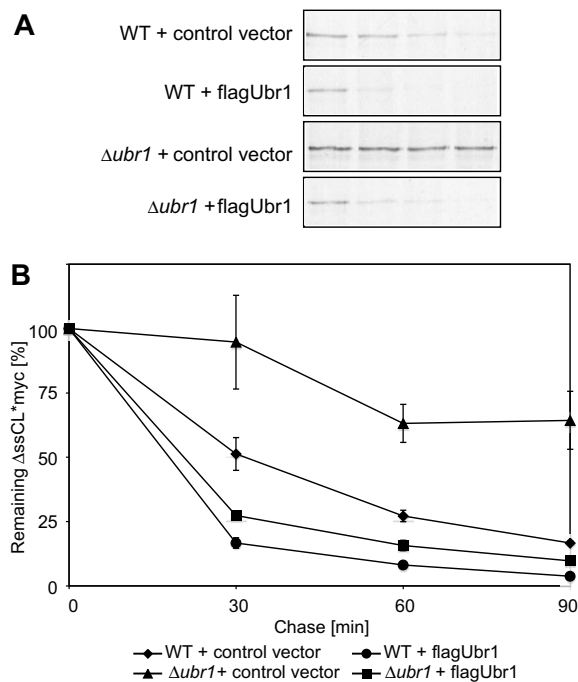 A
WT + control vector
WT + flagUbr1
Δubr1 + control vector
Δubr1 +flagUbr1
B
Remaining ΔssCL*myc [%]
100
75
50
25
0
0 30 60 90
Chase [min]
WT + control vector WT + flagUbr1
Δubr1+ control vector Δubr1 + flagUbr1